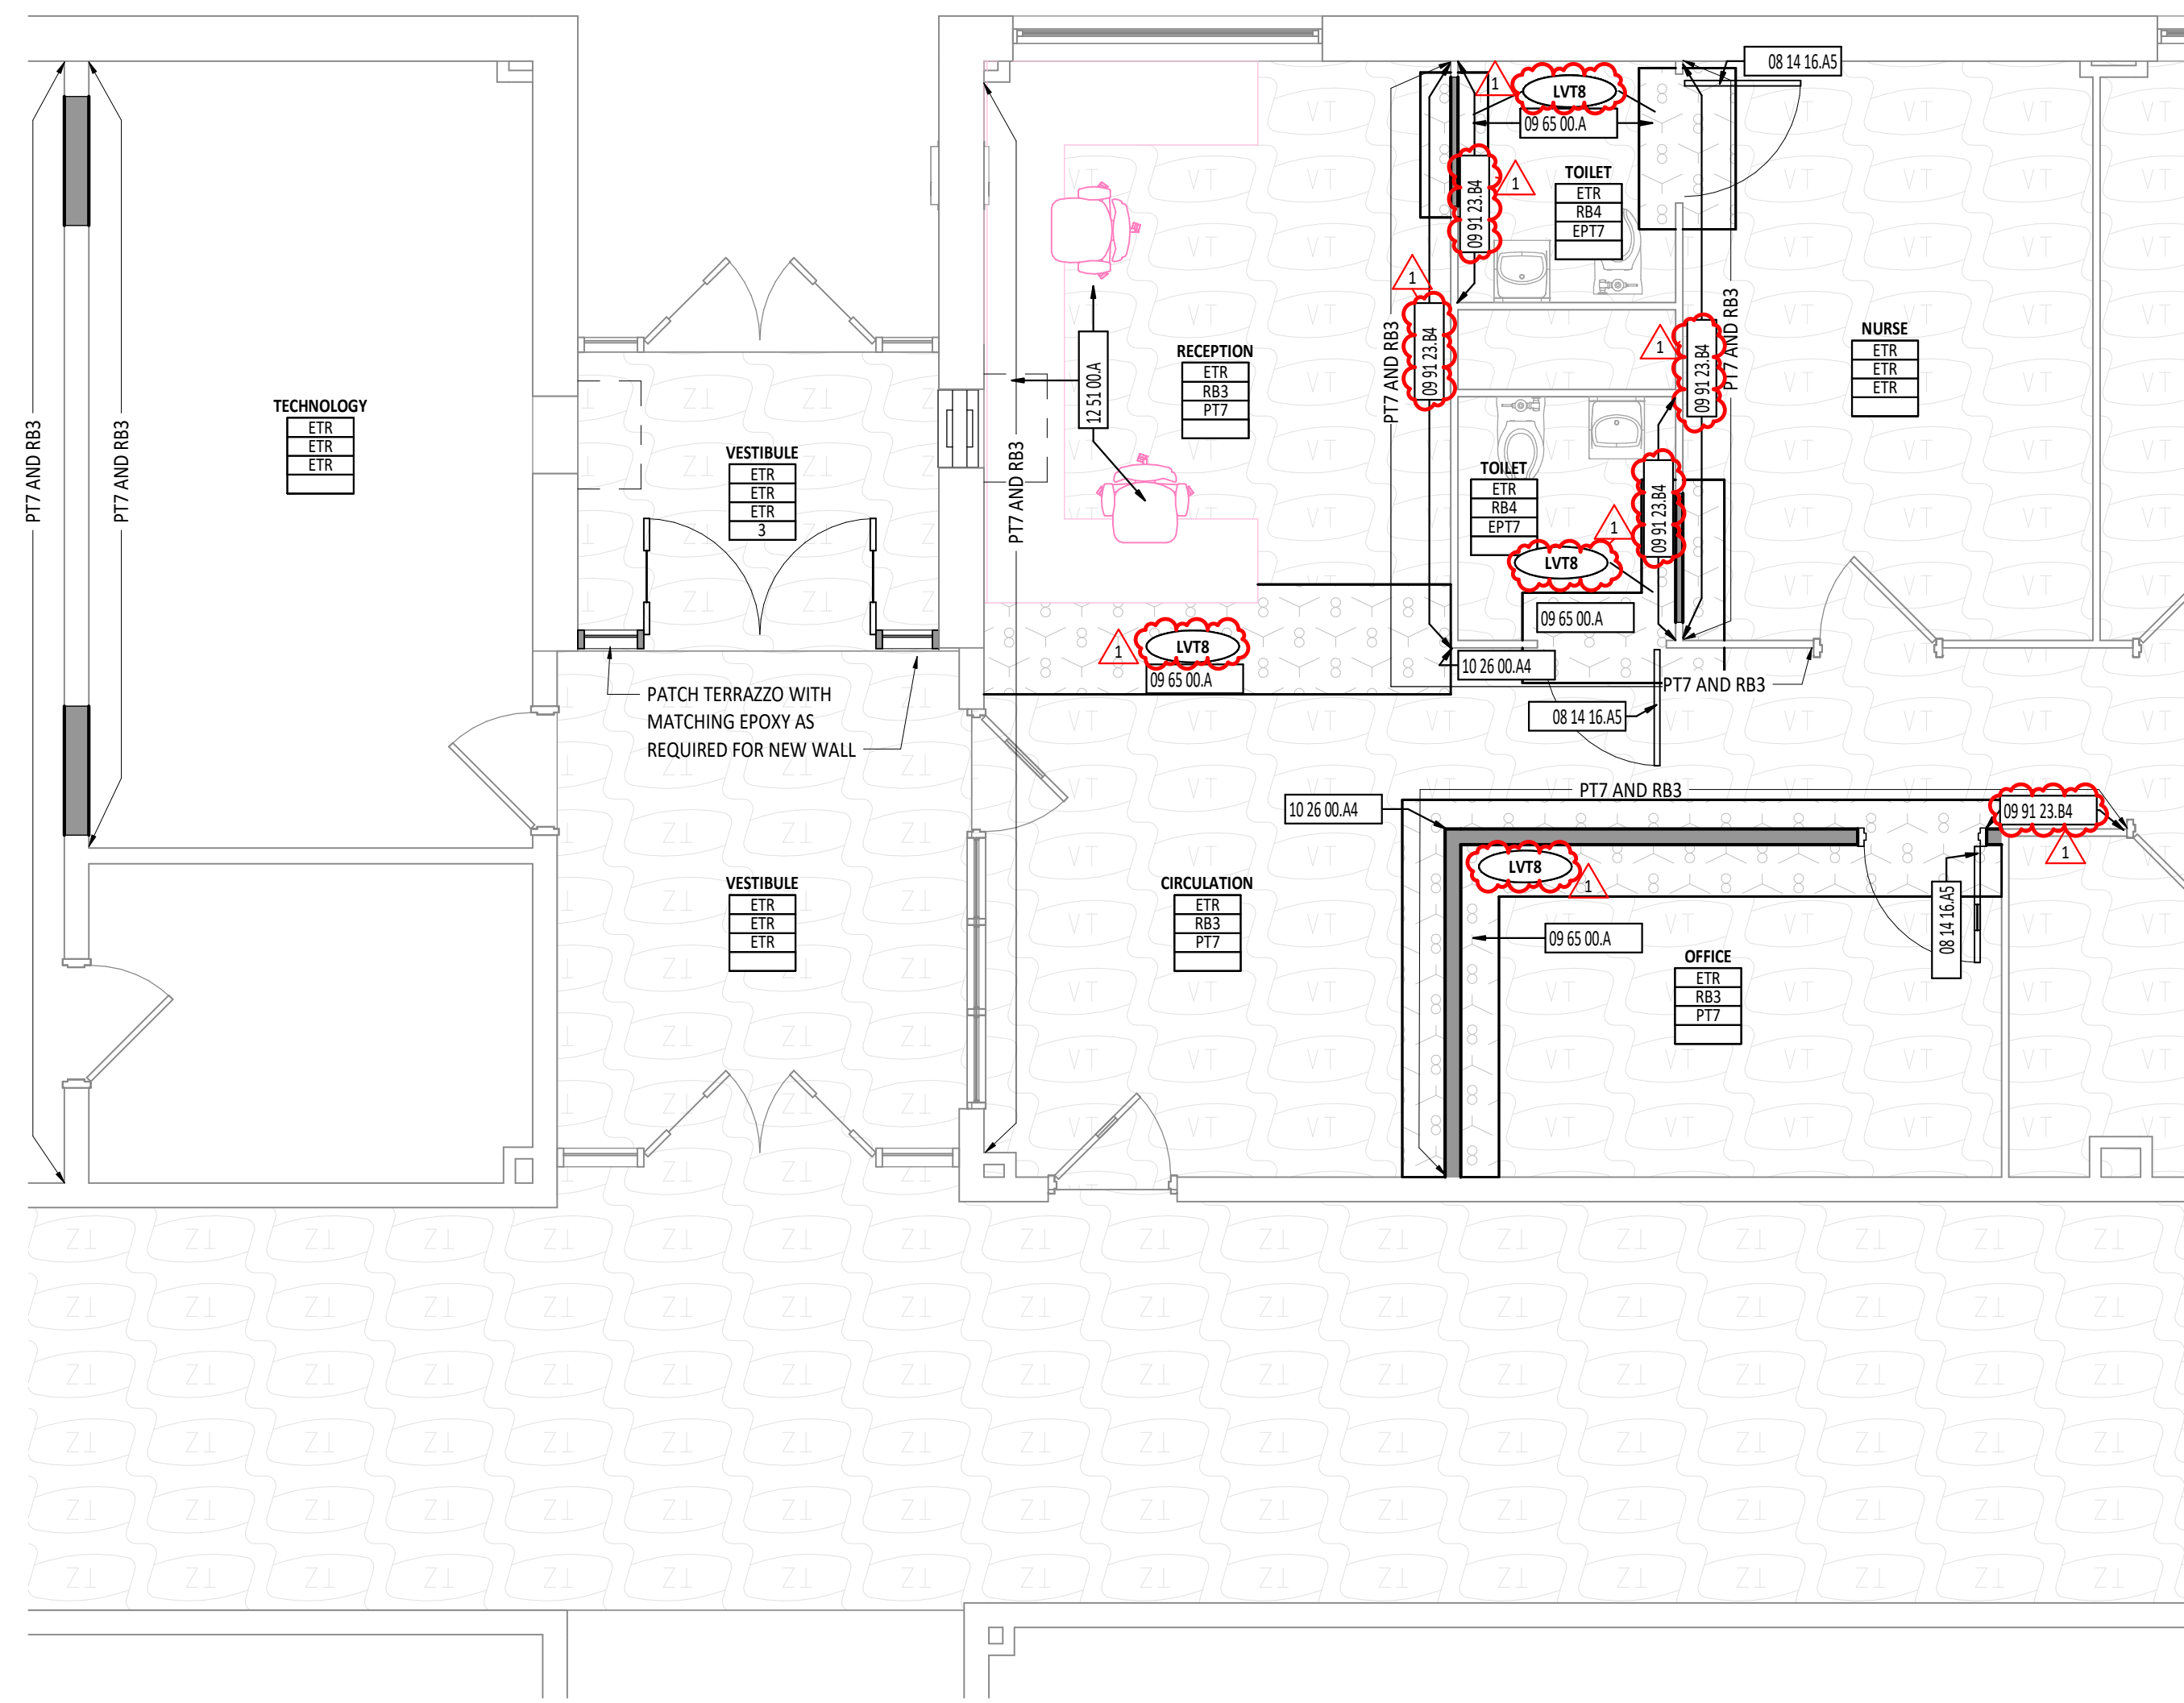 08 14 16.A5
1
LVT8
09 65 00.A
09 91 23.B4
1
TOILET
ETR
RB4
EPT7
1
09 91 23.B4
PT7 AND RB3
1
09 91 23.B4
PT7 AND RB3
NURSE
ETR
ETR
ETR
RECEPTION
ETR
RB3
PT7
12 51 00.A
PT7 AND RB3
TECHNOLOGY
ETR
ETR
ETR
PT7 AND RB3
PT7 AND RB3
VESTIBULE
ETR
ETR
ETR
3
TOILET
ETR
RB4
EPT7
09 91 23.B4
1
LVT8
09 65 00.A
1
LVT8
09 65 00.A
10 26 00.A4
PT7 AND RB3
08 14 16.A5
PATCH TERRAZZO WITH
MATCHING EPOXY AS
REQUIRED FOR NEW WALL
PT7 AND RB3
10 26 00.A4
09 91 23.B4
1
LVT8
1
08 14 16.A5
09 65 00.A
VESTIBULE
ETR
ETR
ETR
CIRCULATION
ETR
RB3
PT7
OFFICE
ETR
RB3
PT7